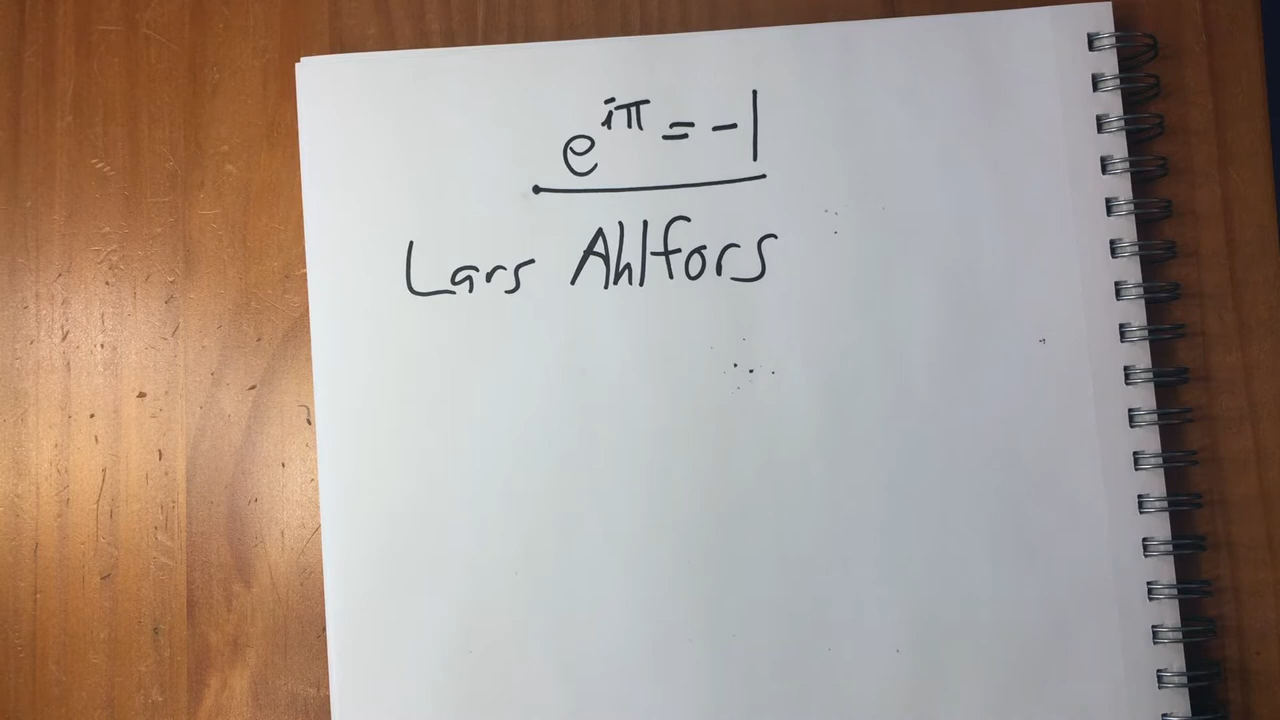 e^{iπ} = -1
Lars Ahlfors